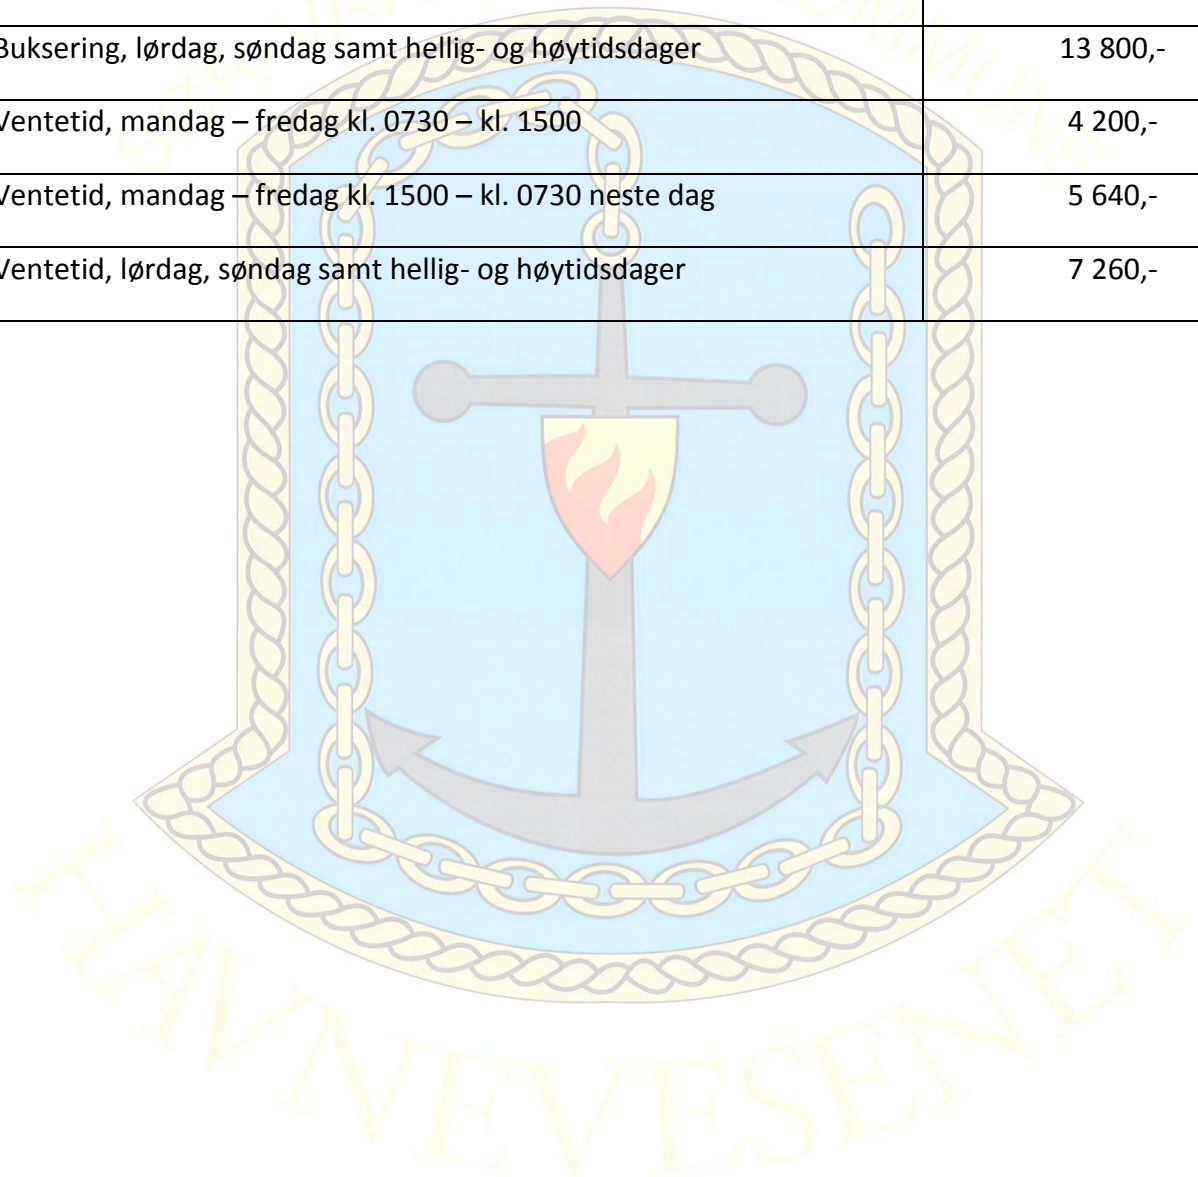 Buksering, lørdag, søndag samt hellig- og høytidsdager 13 800,-
Ventetid, mandag – fredag kl. 0730 – kl. 1500 4 200,-
Ventetid, mandag – fredag kl. 1500 – kl. 0730 neste dag 5 640,-
Ventetid, lørdag, søndag samt hellig- og høytidsdager 7 260,-
HAVNEVESENET